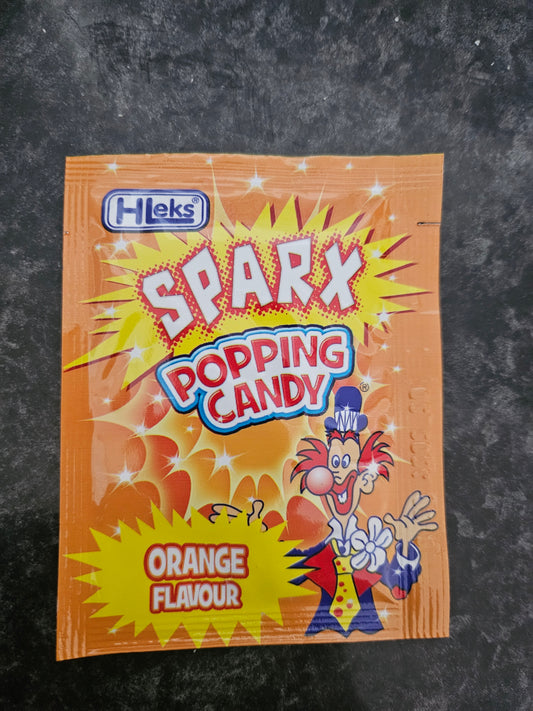 HLeks®
SPARX
POPPING
CANDY
®
ORANGE
FLAVOUR